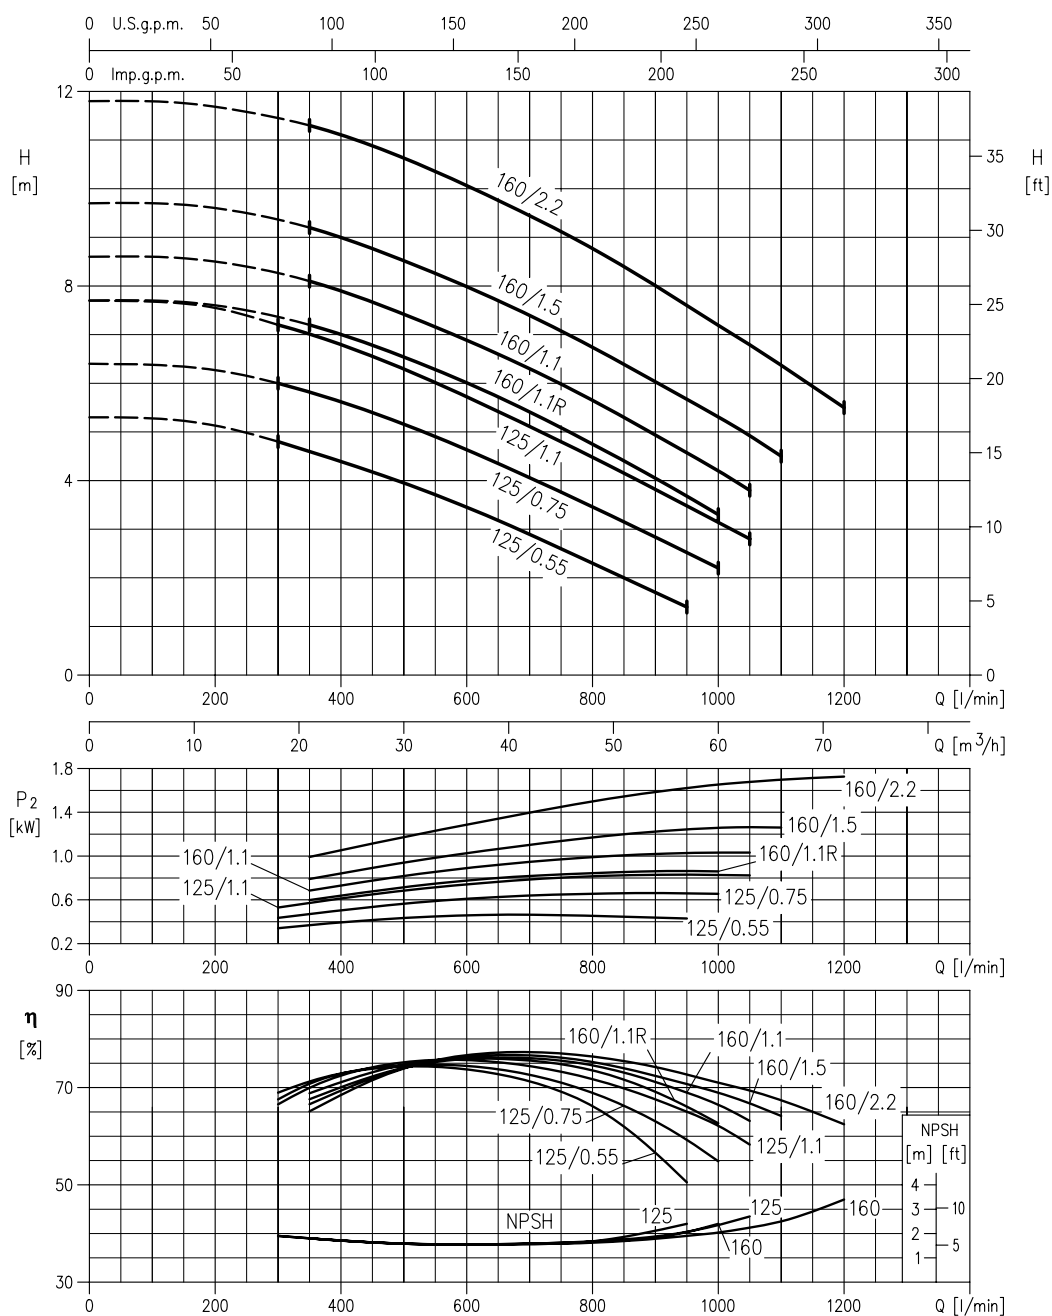 0 U.S.g.p.m. 50 100 150 200 250 300 350
0 Imp.g.p.m. 50 100 150 200 250 300
12
H
[m]
35
H
[ft]
160/2.2
30
8
160/1.5
25
160/1.1
160/1.1R
20
125/1.1
15
4
125/0.75
10
125/0.55
5
0
0
0 200 400 600 800 1000 1200 Q [l/min]
0 10 20 30 40 50 60 70 Q [m³/h]
P₂
[kW]
1.8
1.4
1.0
0.6
0.2
160/2.2
160/1.5
160/1.1
160/1.1R
125/1.1
125/0.75
125/0.55
0 200 400 600 800 1000 1200 Q [l/min]
90
η
[%]
70
50
30
160/1.1R
160/1.1
160/1.5
160/2.2
125/0.75
125/0.55
125/1.1
NPSH
[m] [ft]
4
3
2
1
10
5
NPSH
125
125
160
160
0 200 400 600 800 1000 1200 Q [l/min]